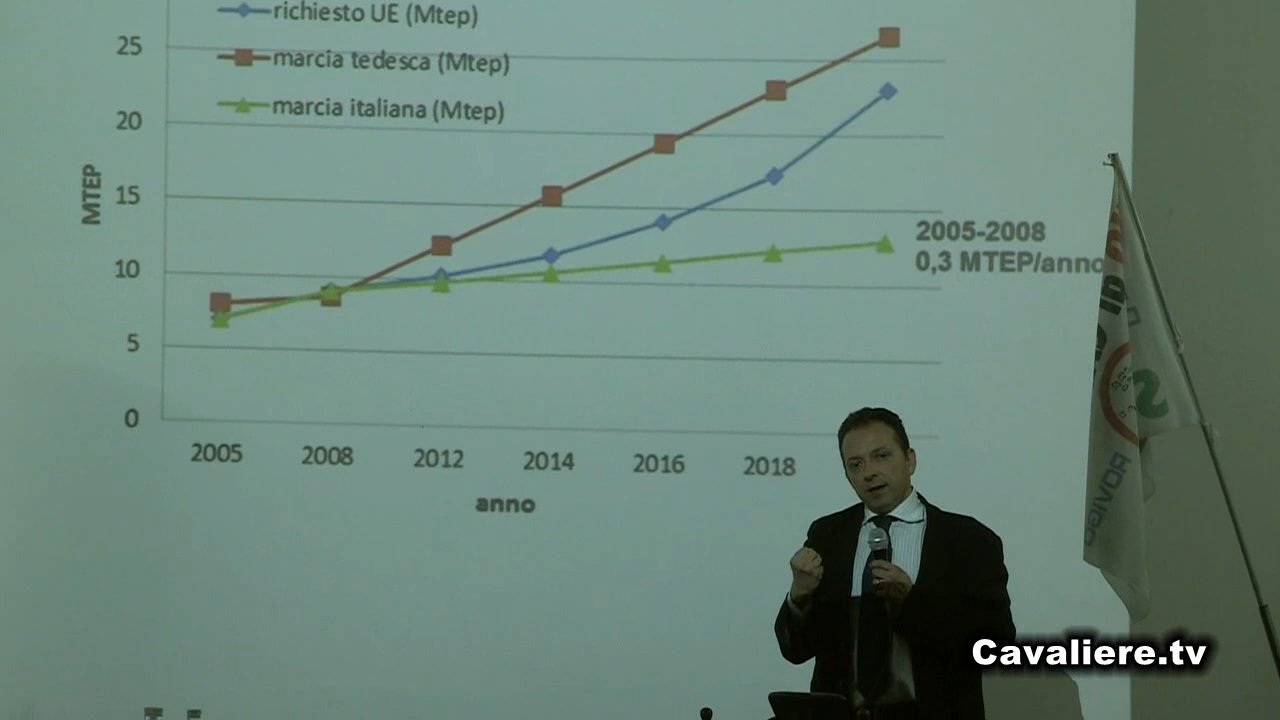 richiesto UE (Mtep)
25
marcia tedesca (Mtep)
marcia italiana (Mtep)
20
MTEP
15
2005-2008
0,3 MTEP/anno
10
5
0
2005 2008 2012 2014 2016 2018
anno
ROVIGO
Cavaliere.tv